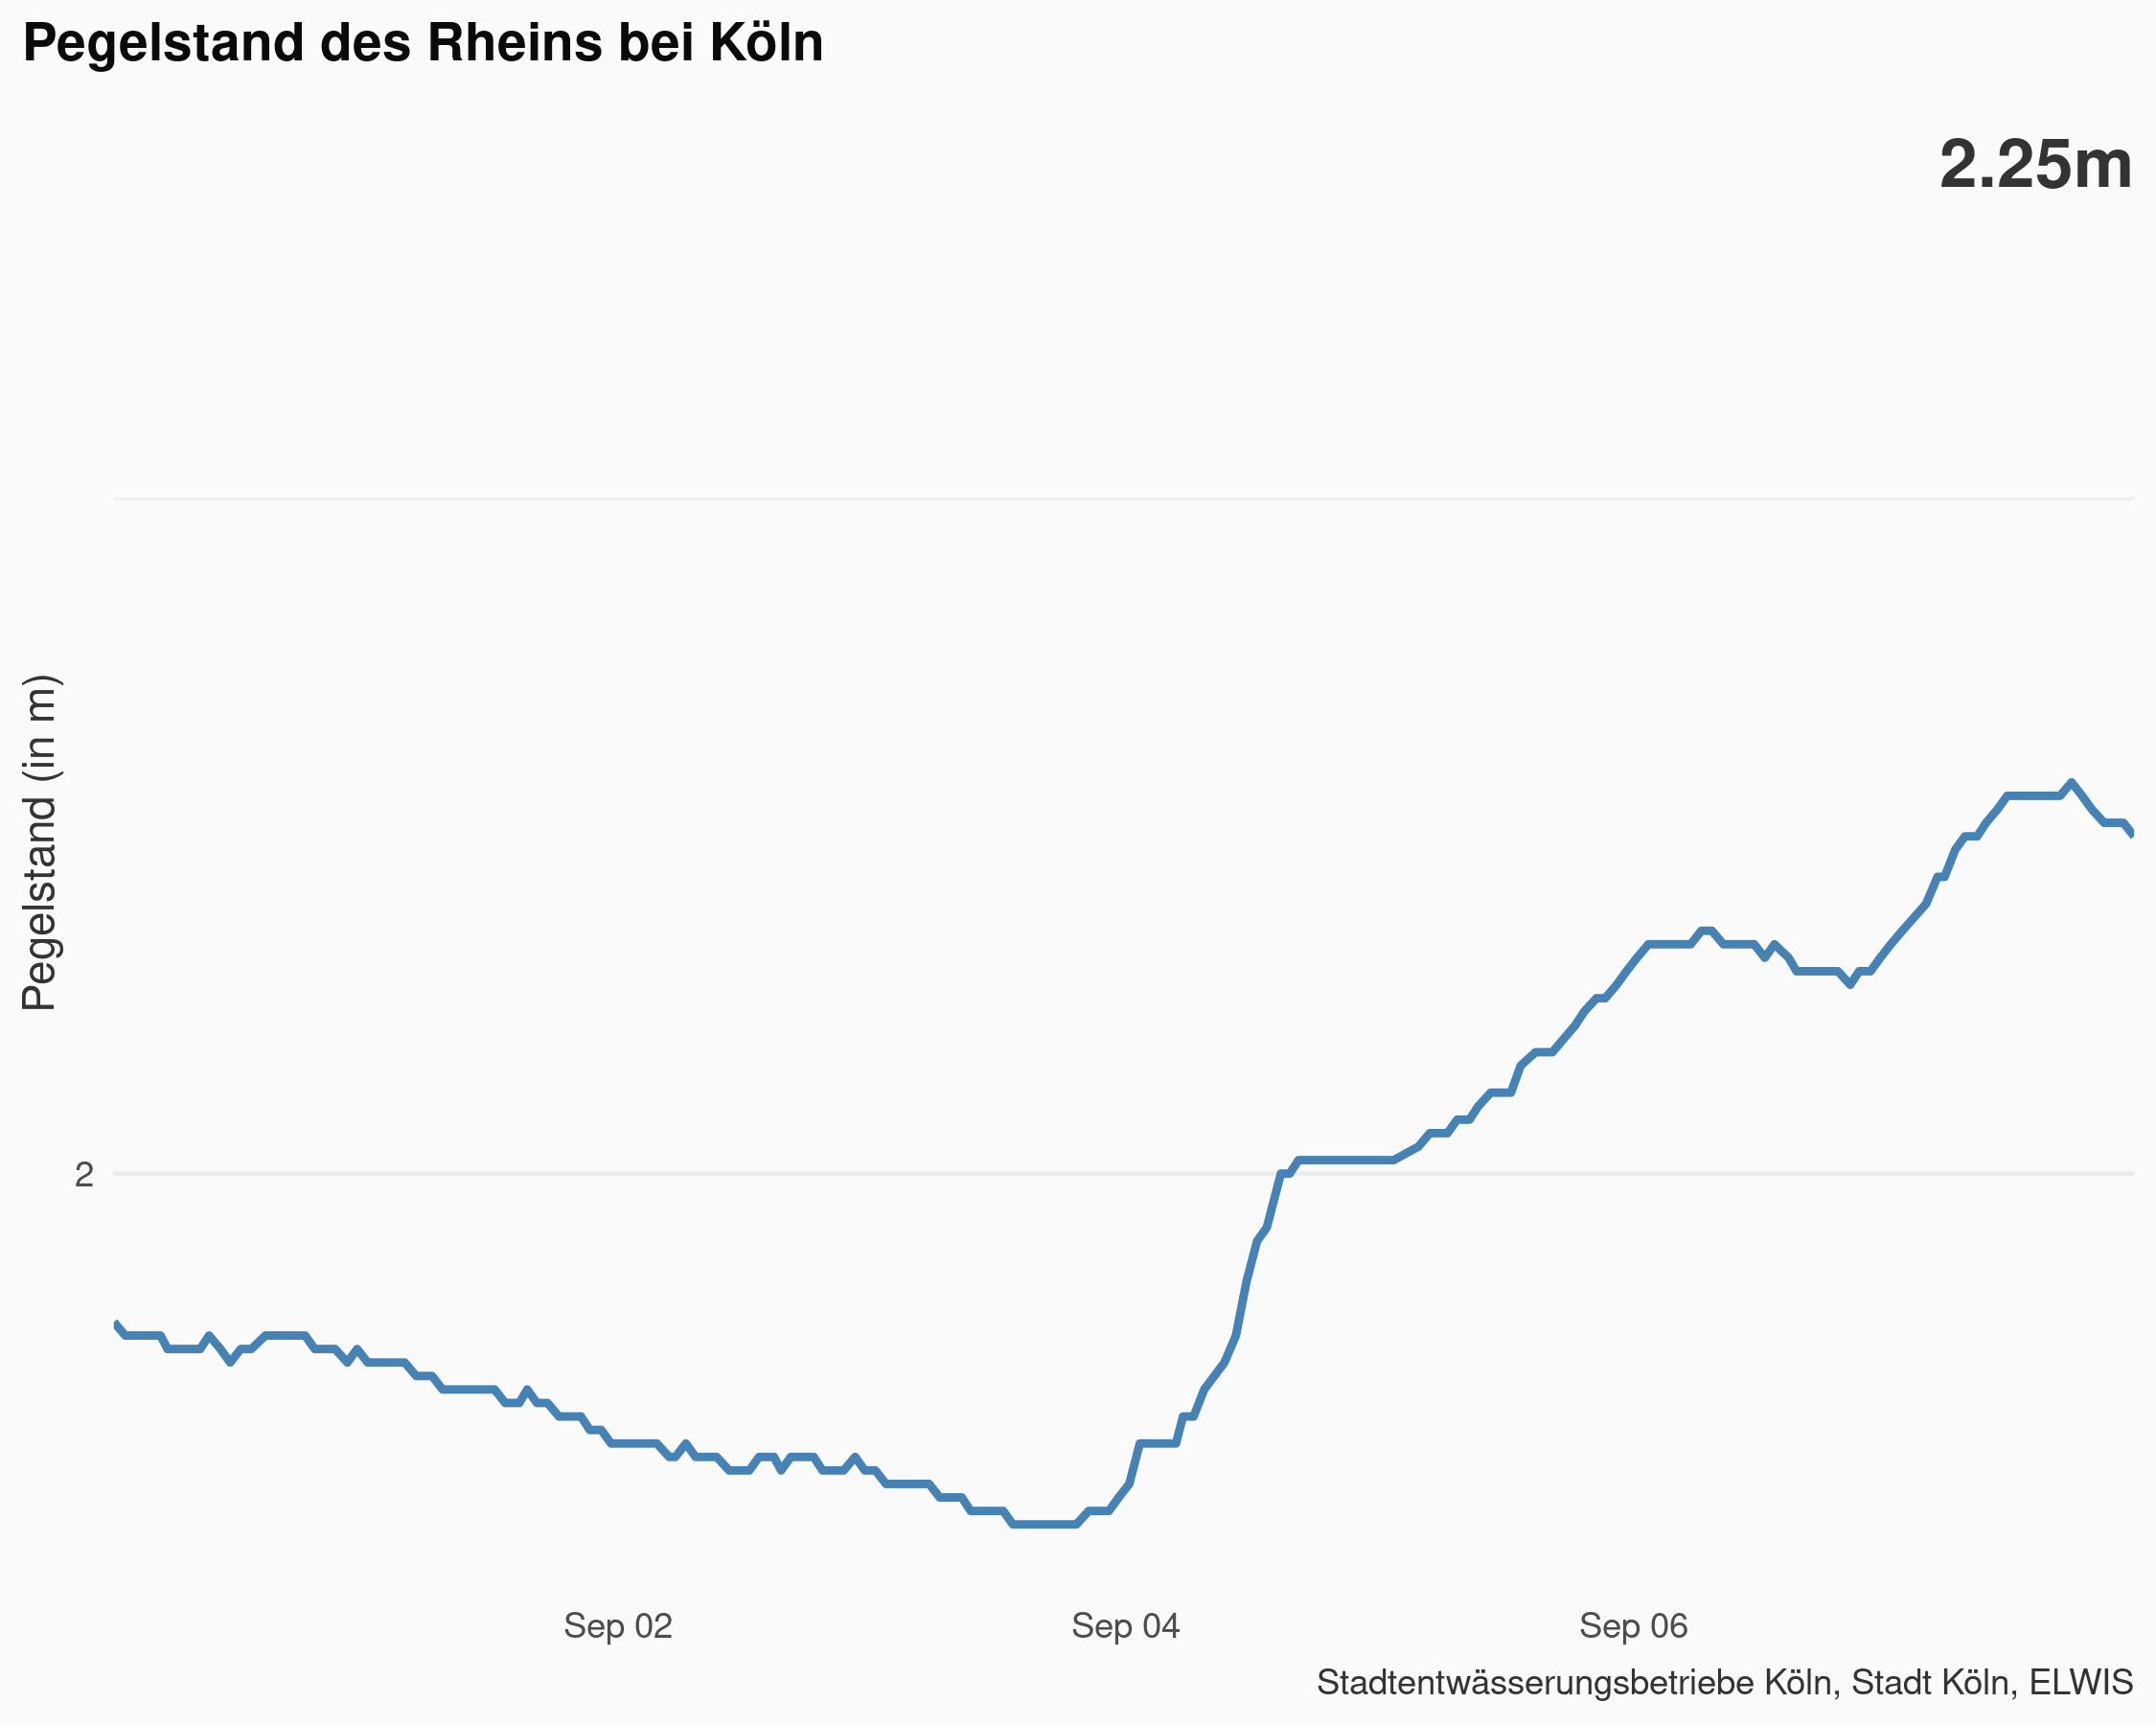 Pegelstand des Rheins bei Köln
2.25m
Pegelstand (in m)
2
Sep 02
Sep 04
Sep 06
Stadtentwässerungsbetriebe Köln, Stadt Köln, ELWIS